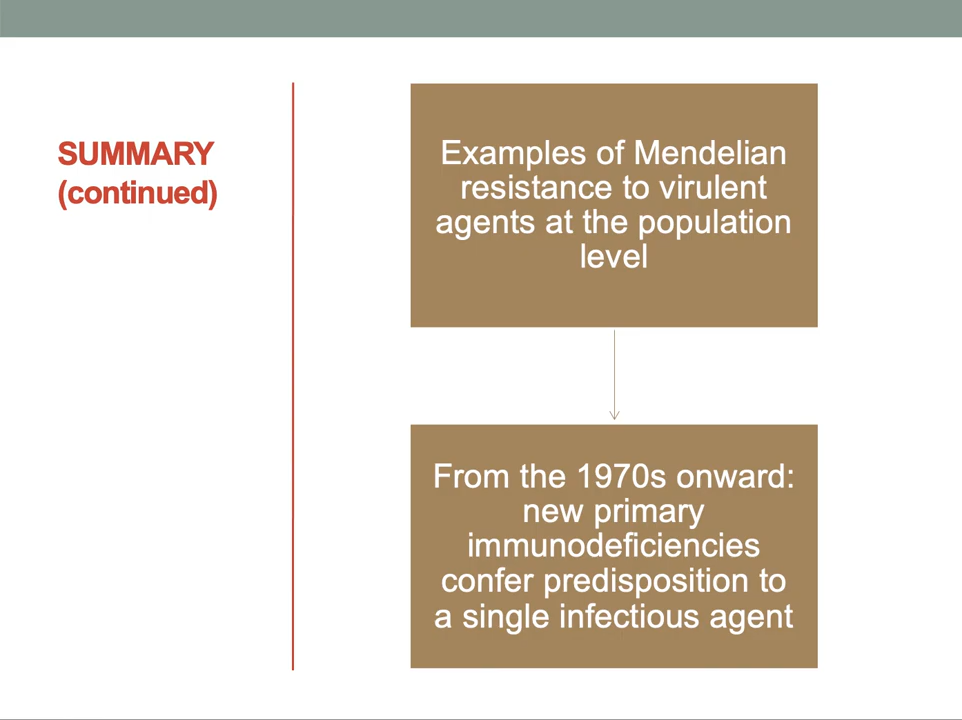 SUMMARY
(continued)
Examples of Mendelian
resistance to virulent
agents at the population
level
From the 1970s onward:
new primary
immunodeficiencies
confer predisposition to
a single infectious agent